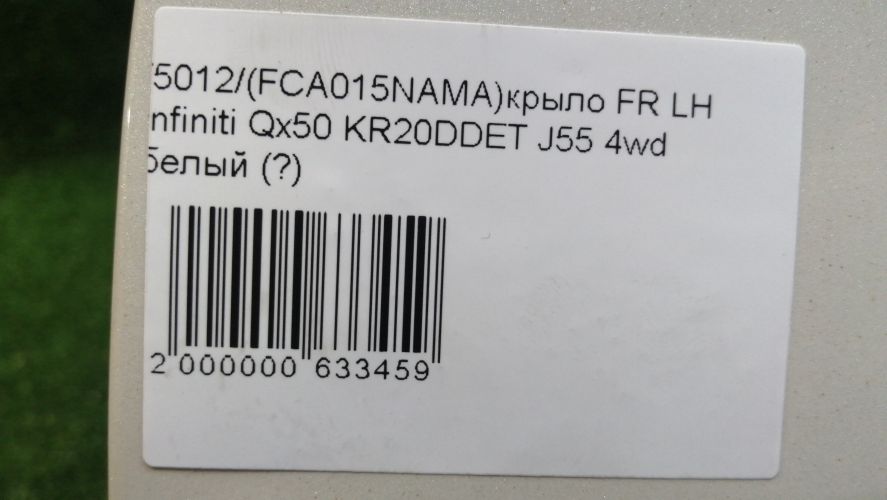 5012/(FCA015NAMA)крыло FR LH
nfiniti Qx50 KR20DDET J55 4wd
белый (?)
2 000000 633459